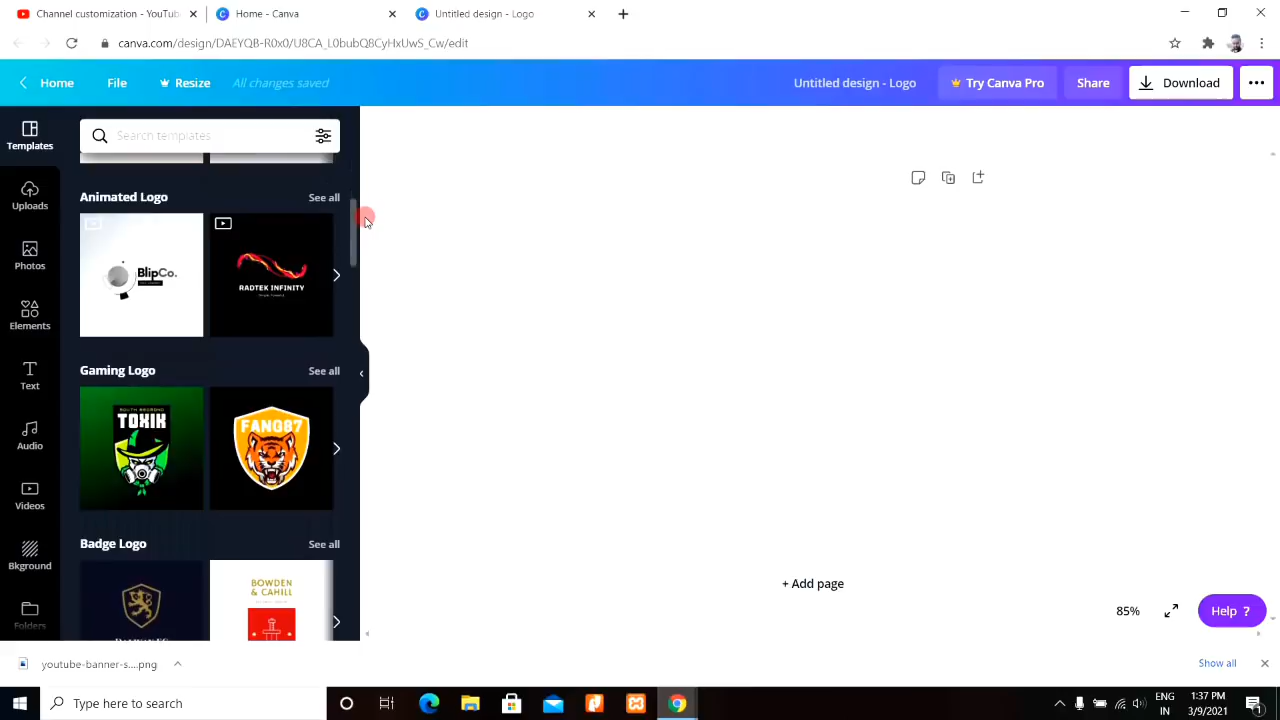 Channel customization - YouTub
Home - Canva
Untitled design - Logo
canva.com/design/DAEYQB-R0x0/U8CA_L0bubQ8CyHxUwS_Cw/edit
Home
File
Resize
All changes saved
Untitled design - Logo
Try Canva Pro
Share
Download
Templates
Search templates
Uploads
Animated Logo
See all
BlipCo.
RADTEK INFINITY
Photos
Elements
Gaming Logo
See all
Text
TOXIK
FANG87
Audio
Videos
Badge Logo
See all
Bkground
BOWDEN
& CAHILL
+ Add page
Folders
85%
Help ?
youtube-banner-s....png
Show all
Type here to search
ENG
IN
1:37 PM
3/9/2021
1